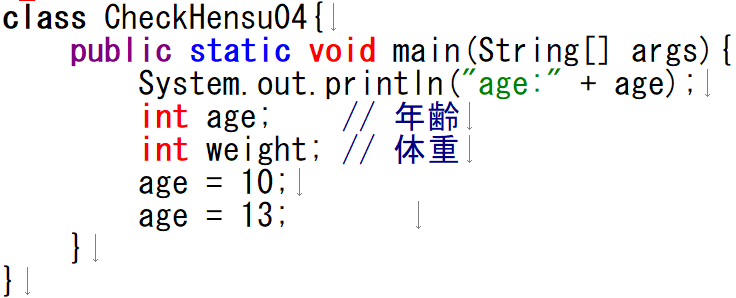 class CheckHensu04{↓
    public static void main(String[] args){
        System.out.println("age:" + age);↓
        int age;    // 年齢↓
        int weight; // 体重↓
        age = 10;↓
        age = 13;        ↓
    }↓
}↓